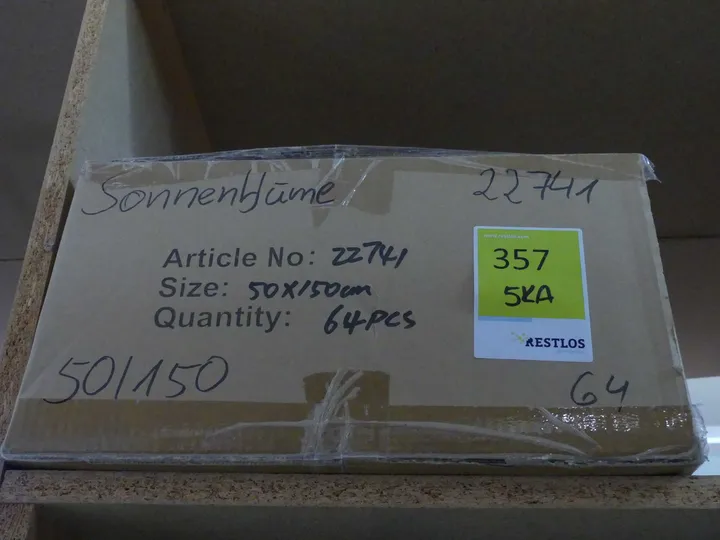 Sonnenblume
22741
Article No: 22741
Size: 50X150cm
Quantity: 64PCS
357
5KA
RESTLOS
50/150
64